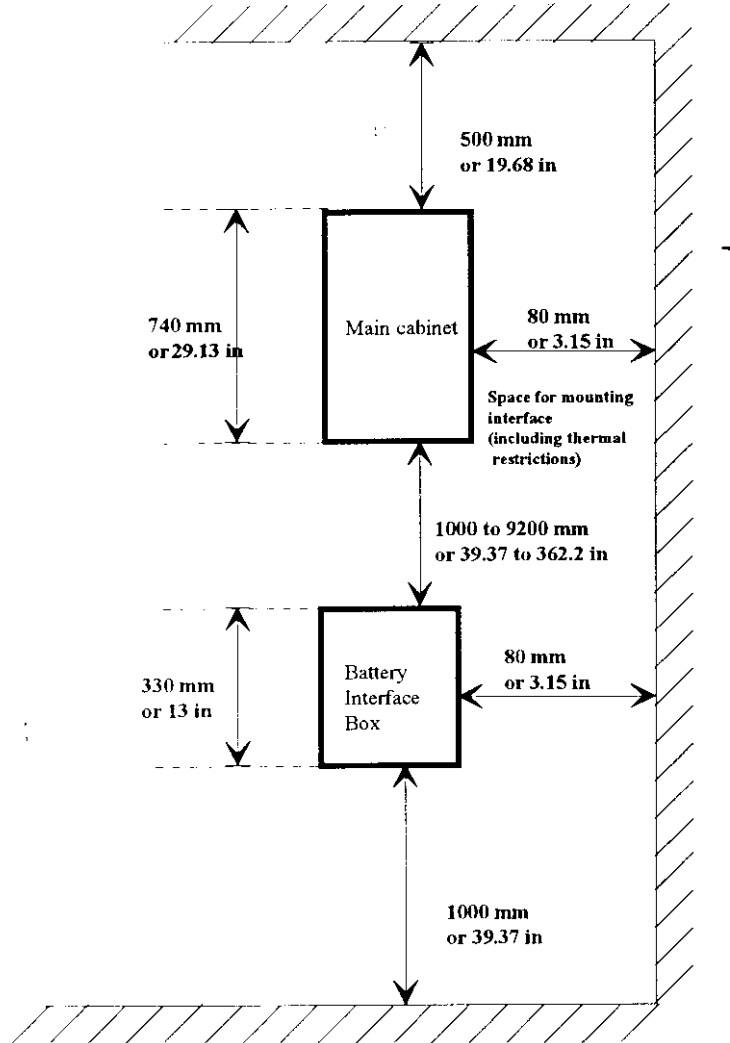 500 mm
or 19.68 in
740 mm
or 29.13 in
Main cabinet
80 mm
or 3.15 in
Space for mounting
interface
(including thermal
restrictions)
1000 to 9200 mm
or 39.37 to 362.2 in
330 mm
or 13 in
Battery
Interface
Box
80 mm
or 3.15 in
1000 mm
or 39.37 in